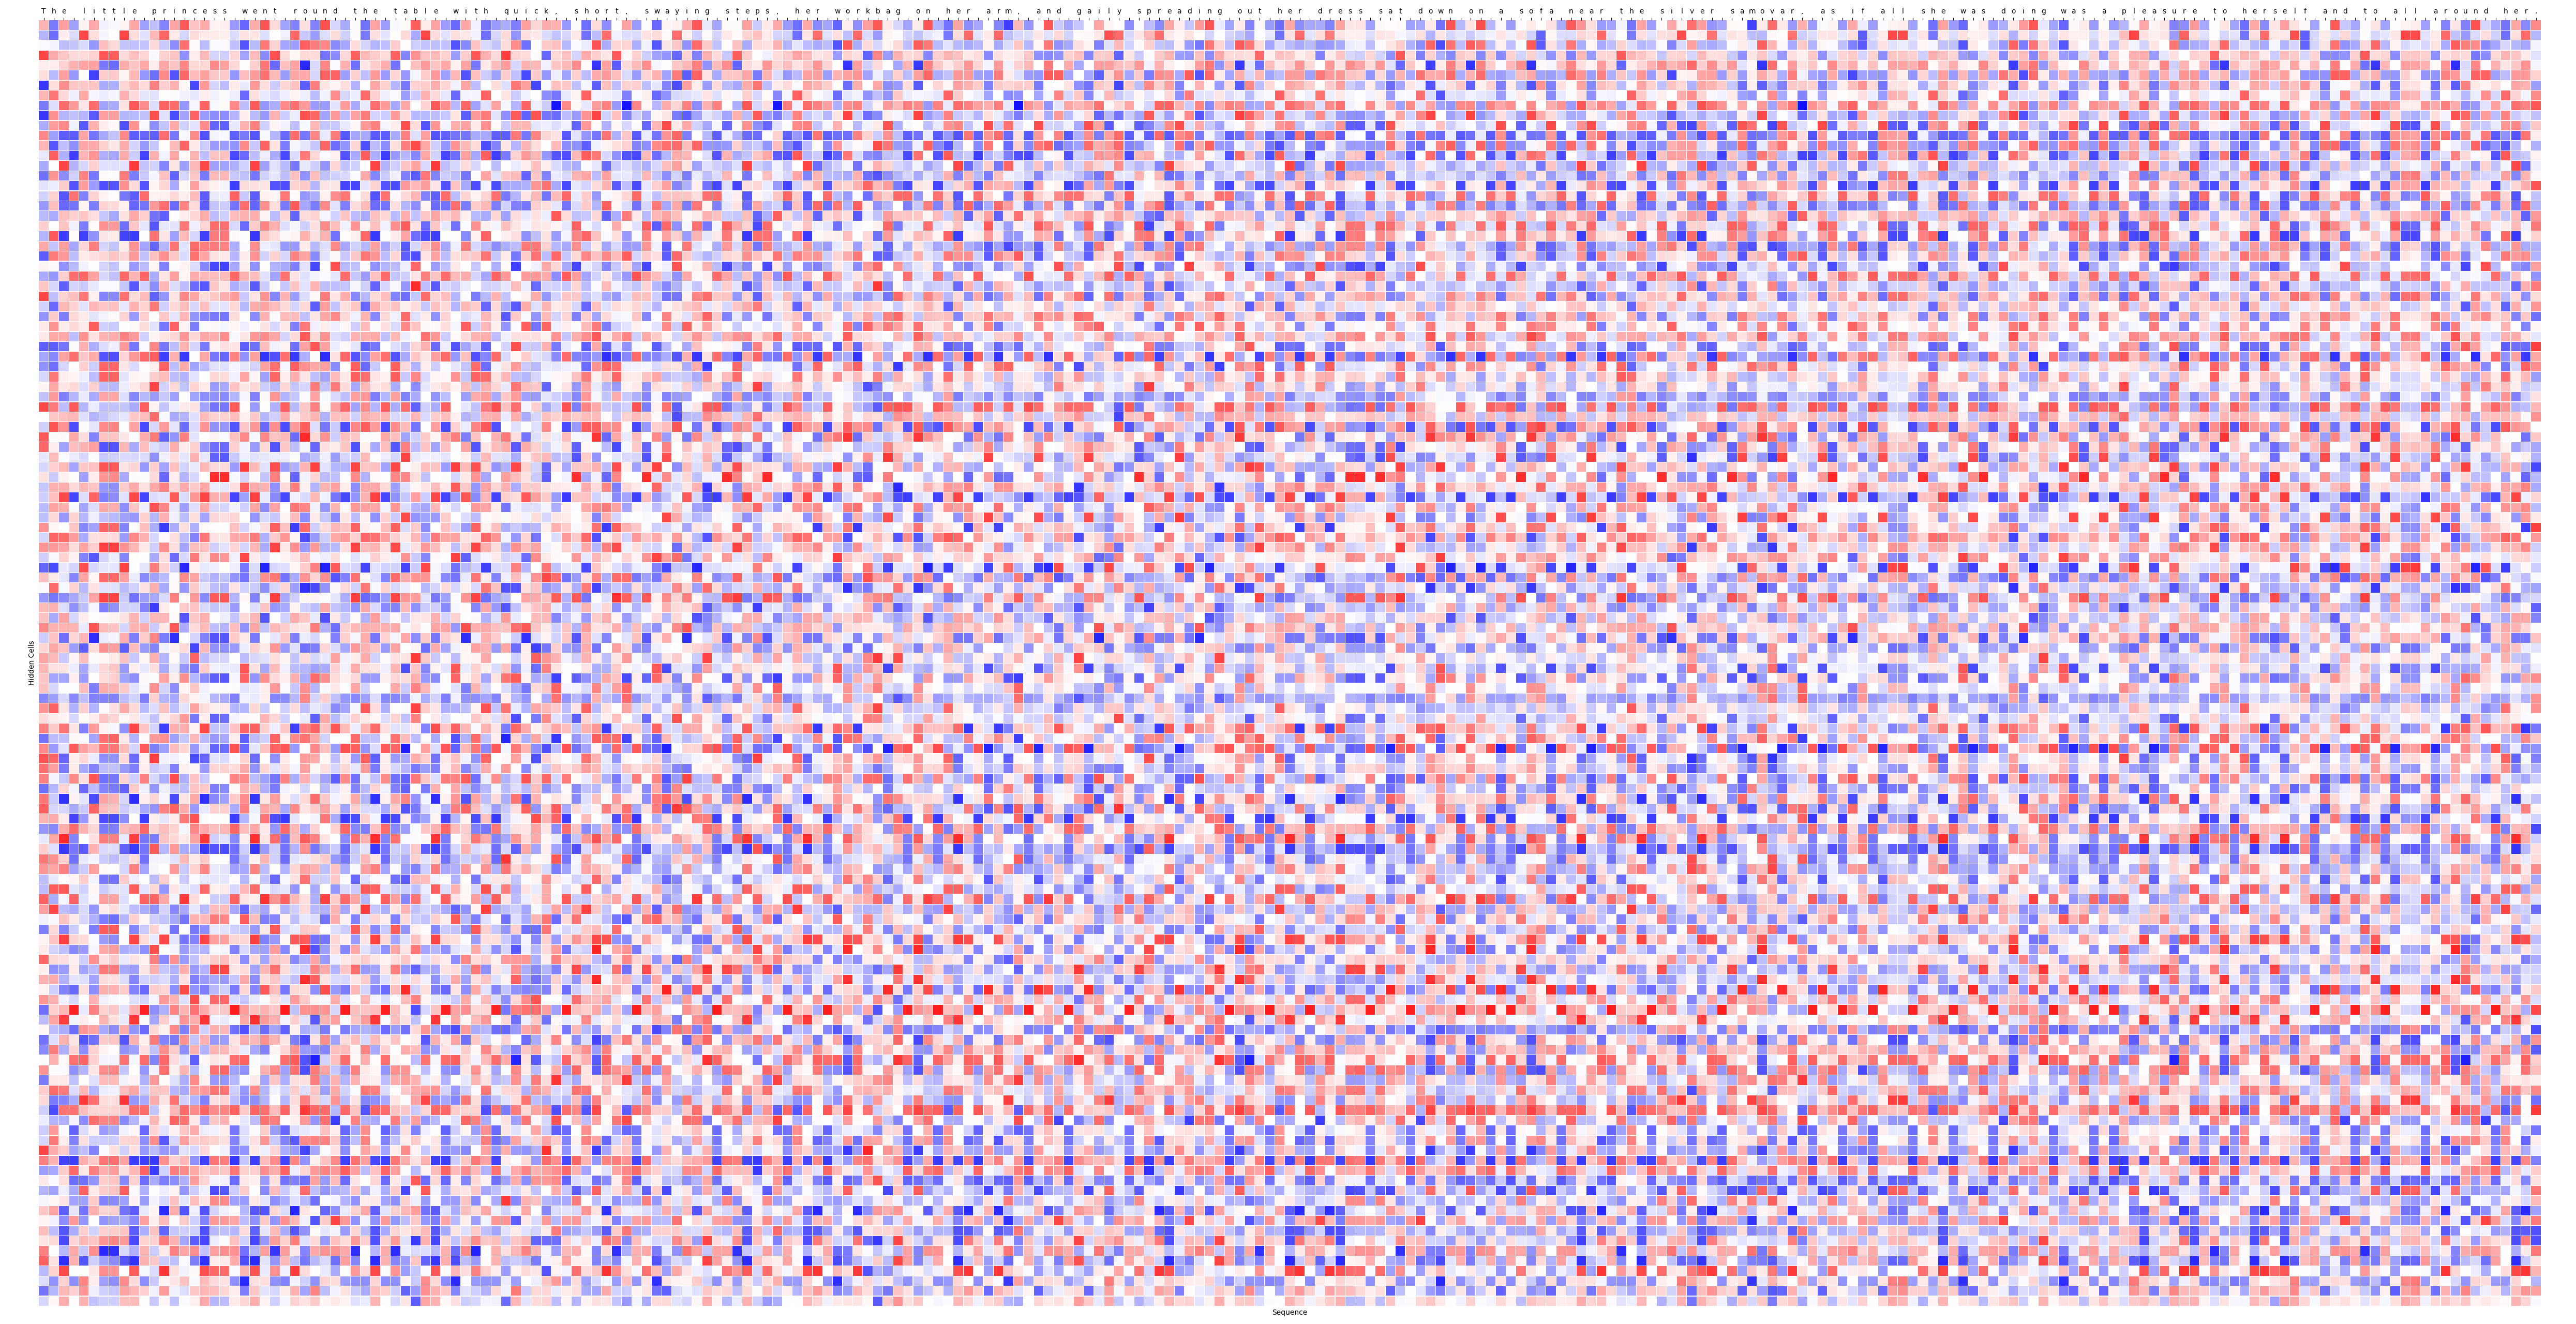 The little princess went round the table with quick, short, swaying steps, her workbag on her arm, and gaily spreading out her dress sat down on a sofa near the silver samovar, as if all she was doing was a pleasure to herself and to all around her.
Hidden Cells
Sequence